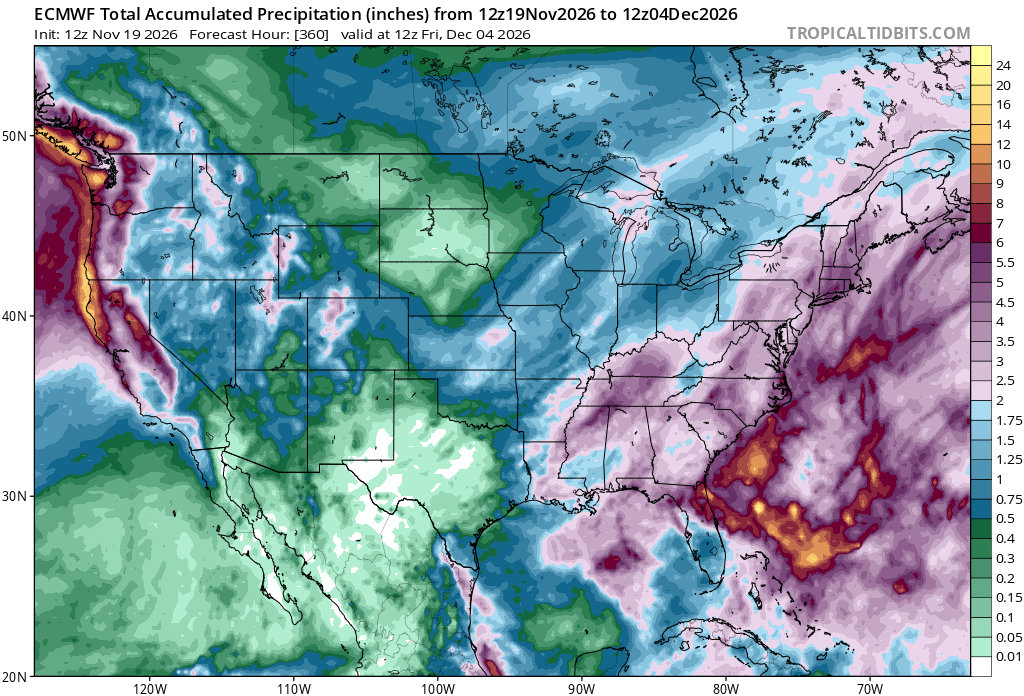 ECMWF Total Accumulated Precipitation (inches) from 12z19Nov2026 to 12z04Dec2026
Init: 12z Nov 19 2026 Forecast Hour: [360] valid at 12z Fri, Dec 04 2026
TROPICALTIDBITS.COM
50N
40N
30N
20N
120W
110W
100W
90W
80W
70W
24
20
16
14
12
10
9
8
7
6
5.5
5
4.5
4
3.5
3
2.5
2
1.75
1.5
1.25
1
0.75
0.5
0.4
0.3
0.2
0.15
0.1
0.05
0.01